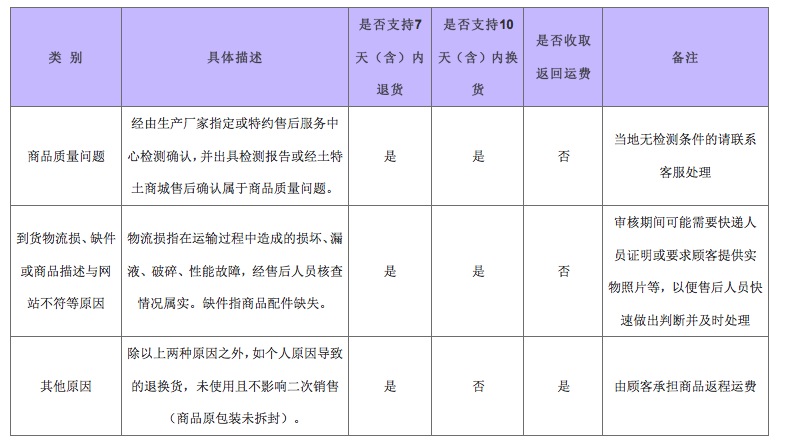 类 别
具体描述
是否支持7
天（含）内
退货
是否支持10
天（含）内换
货
是否收取
返回运费
备注
商品质量问题
经由生产厂家指定或特约售后服务中
心检测确认，并出具检测报告或经土特
土商城售后确认属于商品质量问题。
是
是
否
当地无检测条件的请联系
客服处理
到货物流损、缺件
或商品描述与网
站不符等原因
物流损指在运输过程中造成的损坏、漏
液、破碎、性能故障，经售后人员核查
情况属实。缺件指商品配件缺失。
是
是
否
审核期间可能需要快递人
员证明或要求顾客提供实
物照片等，以便售后人员快
速做出判断并及时处理
其他原因
除以上两种原因之外，如个人原因导致
的退换货，未使用且不影响二次销售
（商品原包装未拆封）。
是
否
是
由顾客承担商品返程运费